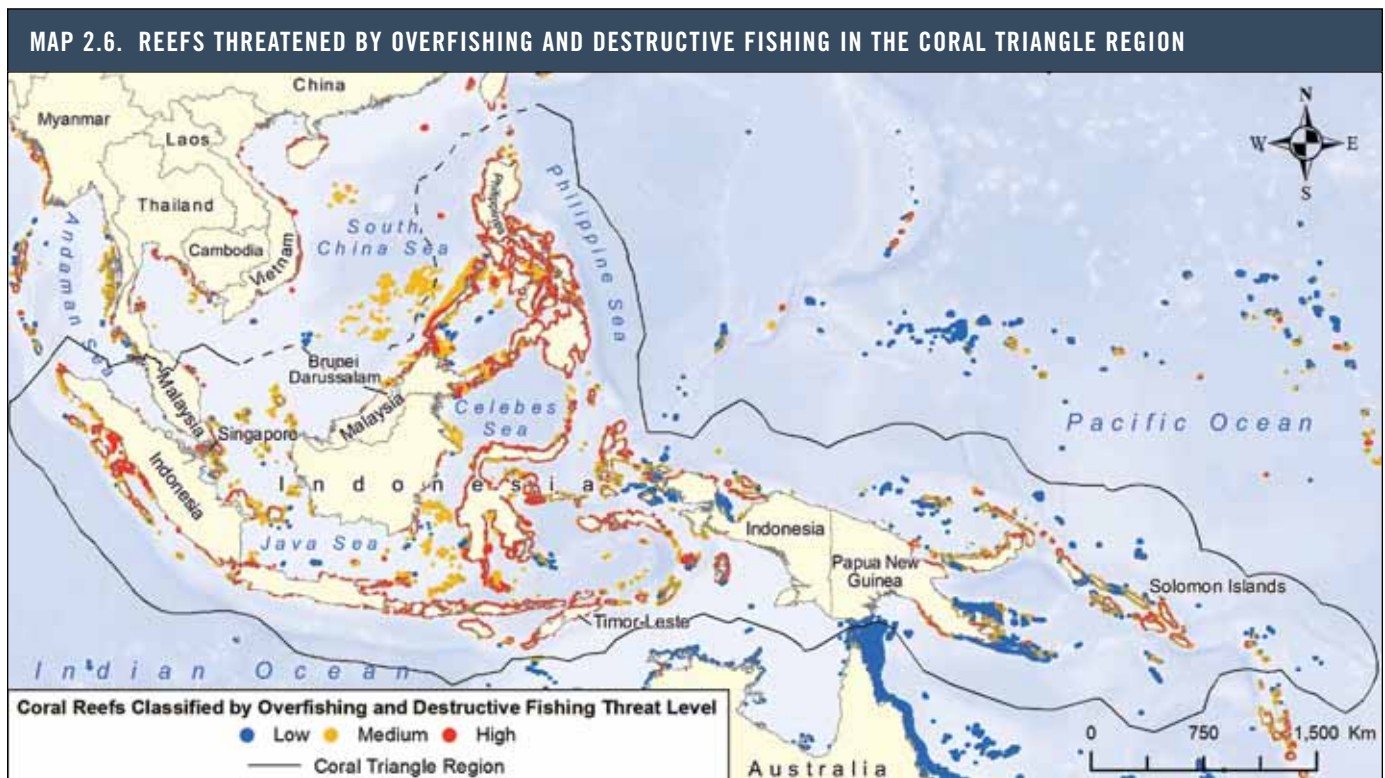 MAP 2.6. REEFS THREATENED BY OVERFISHING AND DESTRUCTIVE FISHING IN THE CORAL TRIANGLE REGION
China
Myanmar
Laos
N
W
E
S
Thailand
Philippines
Philippine Sea
South
China Sea
Cambodia
Vietnam
Andaman Sea
Brunei
Darussalam
Malaysia
Malaysia
Celebes
Sea
Pacific Ocean
Singapore
Indonesia
Indonesia
Indonesia
Java Sea
Papua New
Guinea
Solomon Islands
Timor-Leste
Indian Ocean
Coral Reefs Classified by Overfishing and Destructive Fishing Threat Level
Low Medium High
Coral Triangle Region
0 750 1,500 Km
Australia